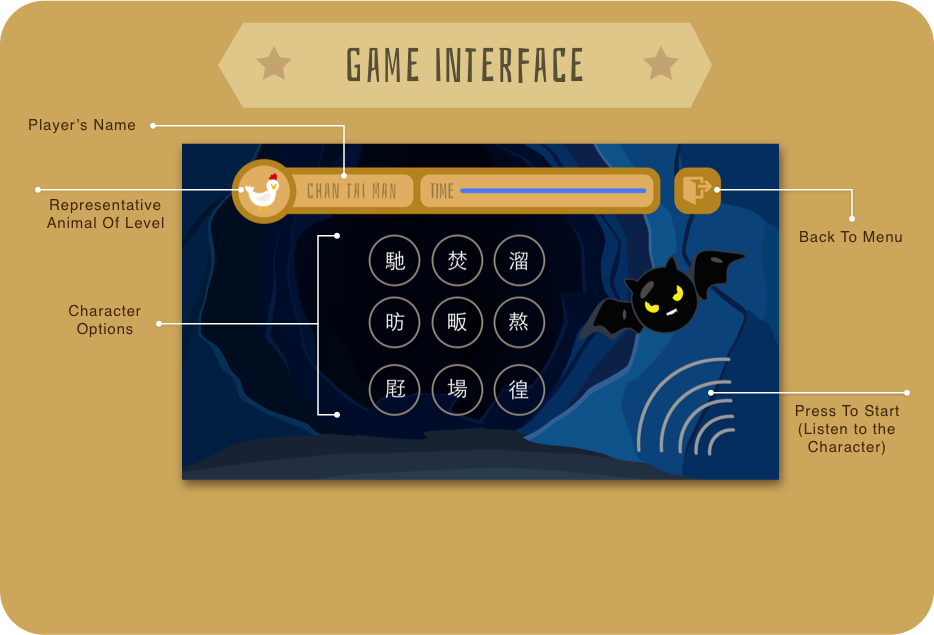 GAME INTERFACE
Player's Name
CHAN TAI MAN
TIME
Representative
Animal Of Level
Back To Menu
Character
Options
馳 焚 溜
昉 畈 熬
厑 場 徨
Press To Start
(Listen to the
Character)